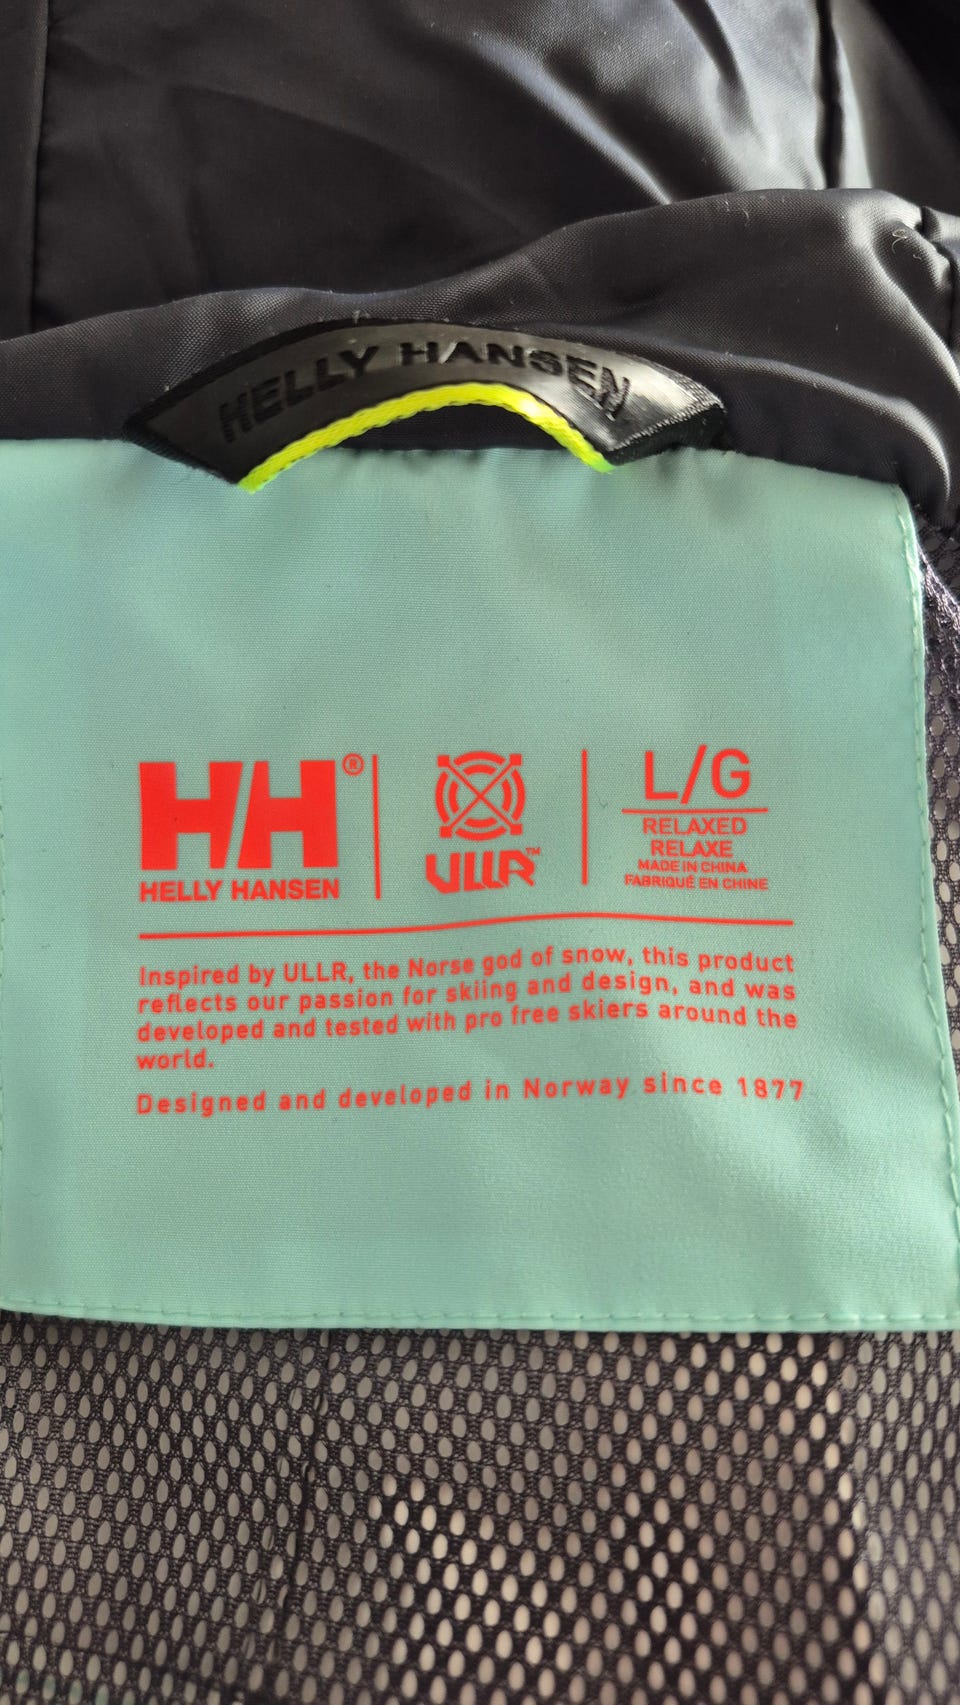 HELLY HANSEN
HH®
HELLY HANSEN
ULLR™
L/G
RELAXED
RELAXE
MADE IN CHINA
FABRIQUÉ EN CHINE
Inspired by ULLR, the Norse god of snow, this product
reflects our passion for skiing and design, and was
developed and tested with pro free skiers around the
world.
Designed and developed in Norway since 1877